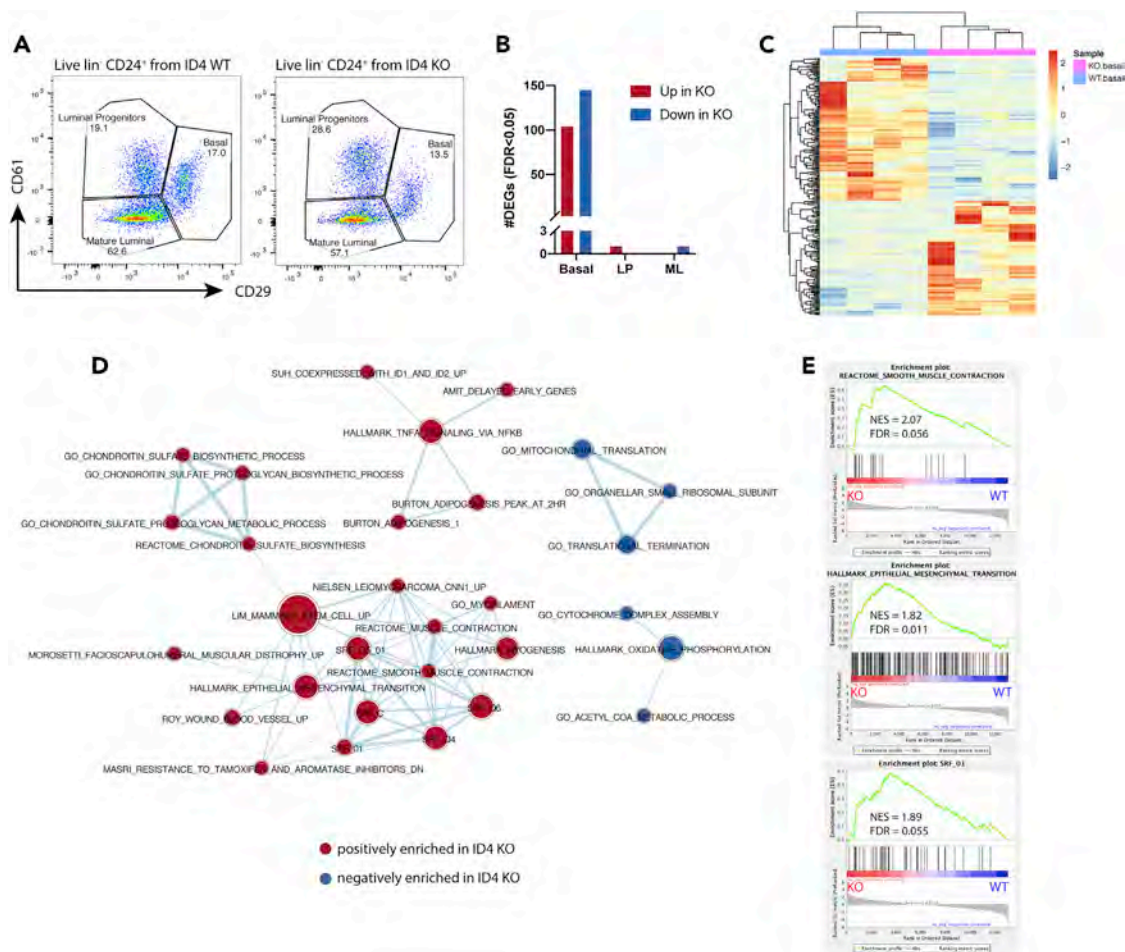 A
Live lin⁻ CD24⁺ from ID4 WT
Live lin⁻ CD24⁺ from ID4 KO
Luminal Progenitors
19.1
Basal
17.0
Mature Luminal
62.6
Luminal Progenitors
28.6
Basal
13.5
Mature Luminal
57.1
CD61
CD29
B
#DEGs (FDR<0.05)
150
100
50
3
0
Basal LP ML
Up in KO
Down in KO
C
2
1
0
−1
−2
Sample
KO.basal
WT.basal
D
SUH_COEXPRESSED_WITH_ID1_AND_ID2_UP
AMIT_DELAYED_EARLY_GENES
HALLMARK_TNFA_SIGNALING_VIA_NFKB
GO_CHONDROITIN_SULFATE_BIOSYNTHETIC_PROCESS
GO_CHONDROITIN_SULFATE_PROTEOGLYCAN_BIOSYNTHETIC_PROCESS
GO_MITOCHONDRIAL_TRANSLATION
GO_ORGANELLAR_SMALL_RIBOSOMAL_SUBUNIT
BURTON_ADIPOGENESIS_PEAK_AT_2HR
GO_CHONDROITIN_SULFATE_PROTEOGLYCAN_METABOLIC_PROCESS
BURTON_ADIPOGENESIS_1
REACTOME_CHONDROITIN_SULFATE_BIOSYNTHESIS
GO_TRANSLATIONAL_TERMINATION
NIELSEN_LEIOMYOSARCOMA_CNN1_UP
GO_MYOFILAMENT
LIM_MAMMARY_STEM_CELL_UP
GO_CYTOCHROME_COMPLEX_ASSEMBLY
REACTOME_MUSCLE_CONTRACTION
MOROSETTI_FACIOSCAPULOHUMERAL_MUSCULAR_DISTROPHY_UP
SRF_Q5_01
HALLMARK_MYOGENESIS
HALLMARK_OXIDATIVE_PHOSPHORYLATION
REACTOME_SMOOTH_MUSCLE_CONTRACTION
HALLMARK_EPITHELIAL_MESENCHYMAL_TRANSITION
SRF_C
SRF_Q6
ROY_WOUND_BLOOD_VESSEL_UP
GO_ACETYL_COA_METABOLIC_PROCESS
SRF_01
SRF_Q4
MASRI_RESISTANCE_TO_TAMOXIFEN_AND_AROMATASE_INHIBITORS_DN
positively enriched in ID4 KO
negatively enriched in ID4 KO
E
Enrichment plot:
REACTOME_SMOOTH_MUSCLE_CONTRACTION
NES = 2.07
FDR = 0.056
KO WT
Enrichment plot:
HALLMARK_EPITHELIAL_MESENCHYMAL_TRANSITION
NES = 1.82
FDR = 0.011
KO WT
Enrichment plot: SRF_01
NES = 1.89
FDR = 0.055
KO WT